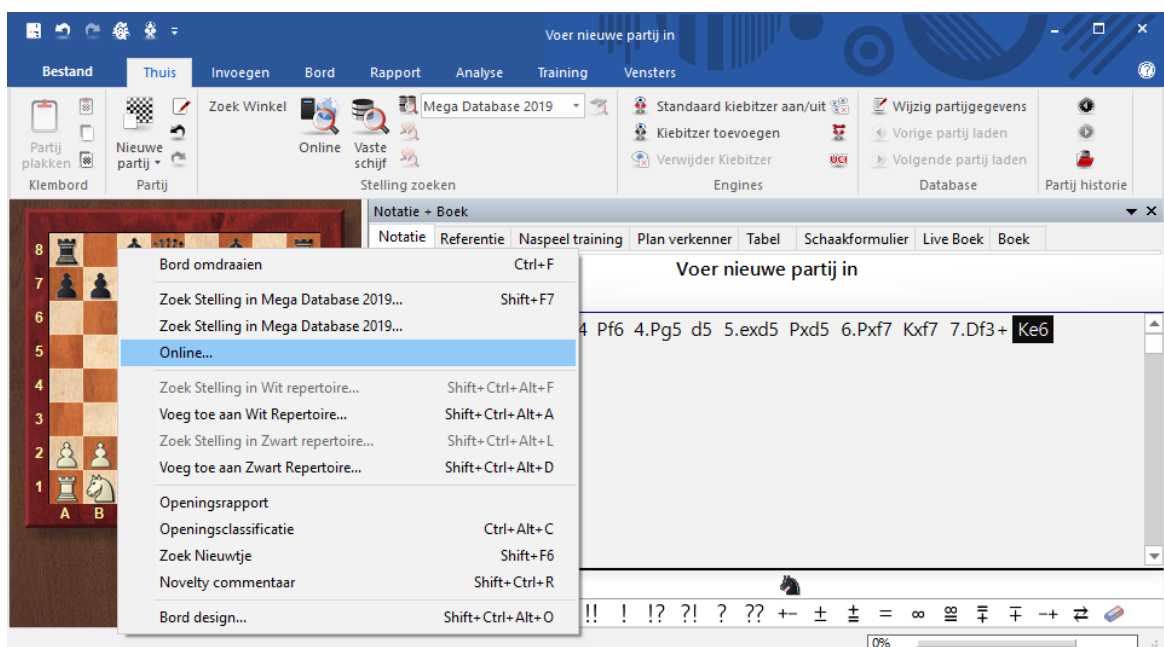 Voer nieuwe partij in
Bestand Thuis Invoegen Bord Rapport Analyse Training Vensters
Partij plakken
Klembord
Nieuwe partij
Partij
Zoek Winkel
Online
Vaste schijf
Mega Database 2019
Stelling zoeken
Standaard kiebitzer aan/uit
Kiebitzer toevoegen
Verwijder Kiebitzer
UCI
Engines
Wijzig partijgegevens
Vorige partij laden
Volgende partij laden
Database
Partij historie
Notatie + Boek
Notatie Referentie Naspeel training Plan verkenner Tabel Schaakformulier Live Boek Boek
Voer nieuwe partij in
4 Pf6 4.Pg5 d5 5.exd5 Pxd5 6.Pxf7 Kxf7 7.Df3+ Ke6
8
7
6
5
4
3
2
1
A B
Bord omdraaien Ctrl+F
Zoek Stelling in Mega Database 2019... Shift+F7
Zoek Stelling in Mega Database 2019...
Online...
Zoek Stelling in Wit repertoire... Shift+Ctrl+Alt+F
Voeg toe aan Wit Repertoire... Shift+Ctrl+Alt+A
Zoek Stelling in Zwart repertoire... Shift+Ctrl+Alt+L
Voeg toe aan Zwart Repertoire... Shift+Ctrl+Alt+D
Openingsrapport
Openingsclassificatie Ctrl+Alt+C
Zoek Nieuwtje Shift+F6
Novelty commentaar Shift+Ctrl+R
Bord design... Shift+Ctrl+Alt+O
!! ! !? ?! ? ?? +- ± ⩲ = ∞ ⯹ ⩱ ∓ -+ ⇄
0%